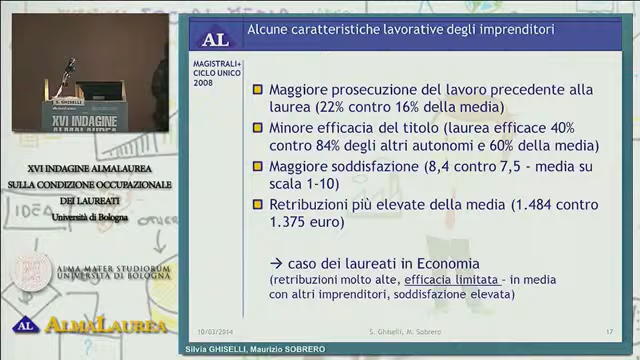 S. GHISELLI
XVI INDAGINE
ALMALAUREA
XVI INDAGINE ALMALAUREA
SULLA CONDIZIONE OCCUPAZIONALE
DEI LAUREATI
Università di Bologna
IDEA
ALMA MATER STUDIORUM
UNIVERSITÀ DI BOLOGNA
AL ALMALAUREA
AL
Alcune caratteristiche lavorative degli imprenditori
MAGISTRALI+
CICLO UNICO
2008
Maggiore prosecuzione del lavoro precedente alla
laurea (22% contro 16% della media)
Minore efficacia del titolo (laurea efficace 40%
contro 84% degli altri autonomi e 60% della media)
Maggiore soddisfazione (8,4 contro 7,5 - media su
scala 1-10)
Retribuzioni più elevate della media (1.484 contro
1.375 euro)
→ caso dei laureati in Economia
(retribuzioni molto alte, efficacia limitata – in media
con altri imprenditori, soddisfazione elevata)
10/03/2014
S. Ghiselli, M. Sobrero
17
Silvia GHISELLI, Maurizio SOBRERO